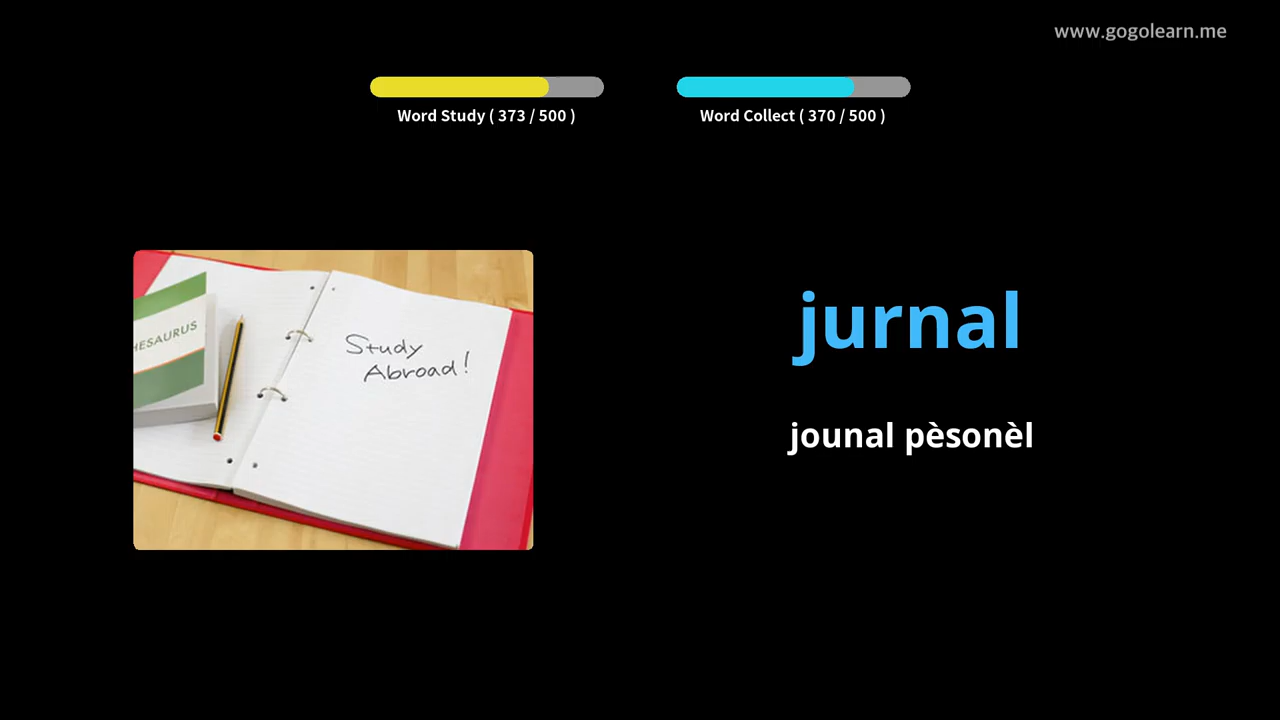 www.gogolearn.me
Word Study ( 373 / 500 )
Word Collect ( 370 / 500 )
HESAURUS
Study
Abroad!
jurnal
jounal pèsonèl